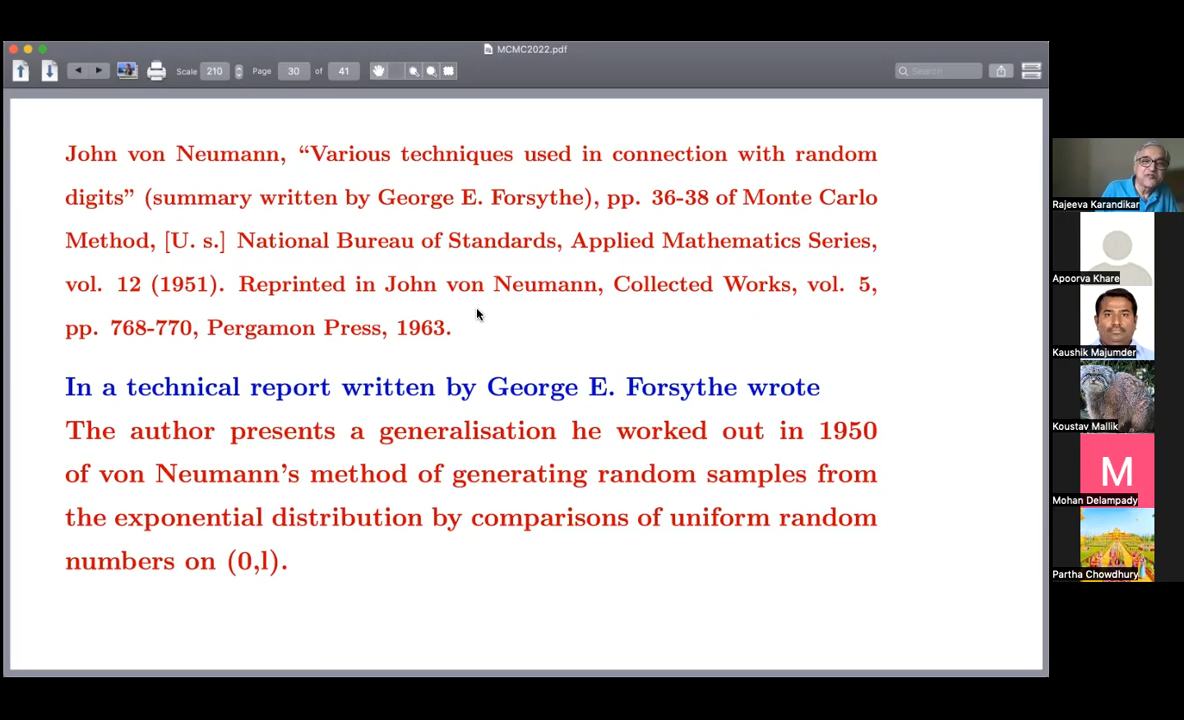 MCMC2022.pdf
Scale 210 Page 30 of 41 Search
John von Neumann, “Various techniques used in connection with random
digits” (summary written by George E. Forsythe), pp. 36-38 of Monte Carlo
Method, [U. s.] National Bureau of Standards, Applied Mathematics Series,
vol. 12 (1951). Reprinted in John von Neumann, Collected Works, vol. 5,
pp. 768-770, Pergamon Press, 1963.
In a technical report written by George E. Forsythe wrote
The author presents a generalisation he worked out in 1950
of von Neumann’s method of generating random samples from
the exponential distribution by comparisons of uniform random
numbers on (0,l).
Rajeeva Karandikar
Apoorva Khare
Kaushik Majumder
Koustav Mallik
M
Mohan Delampady
Partha Chowdhury